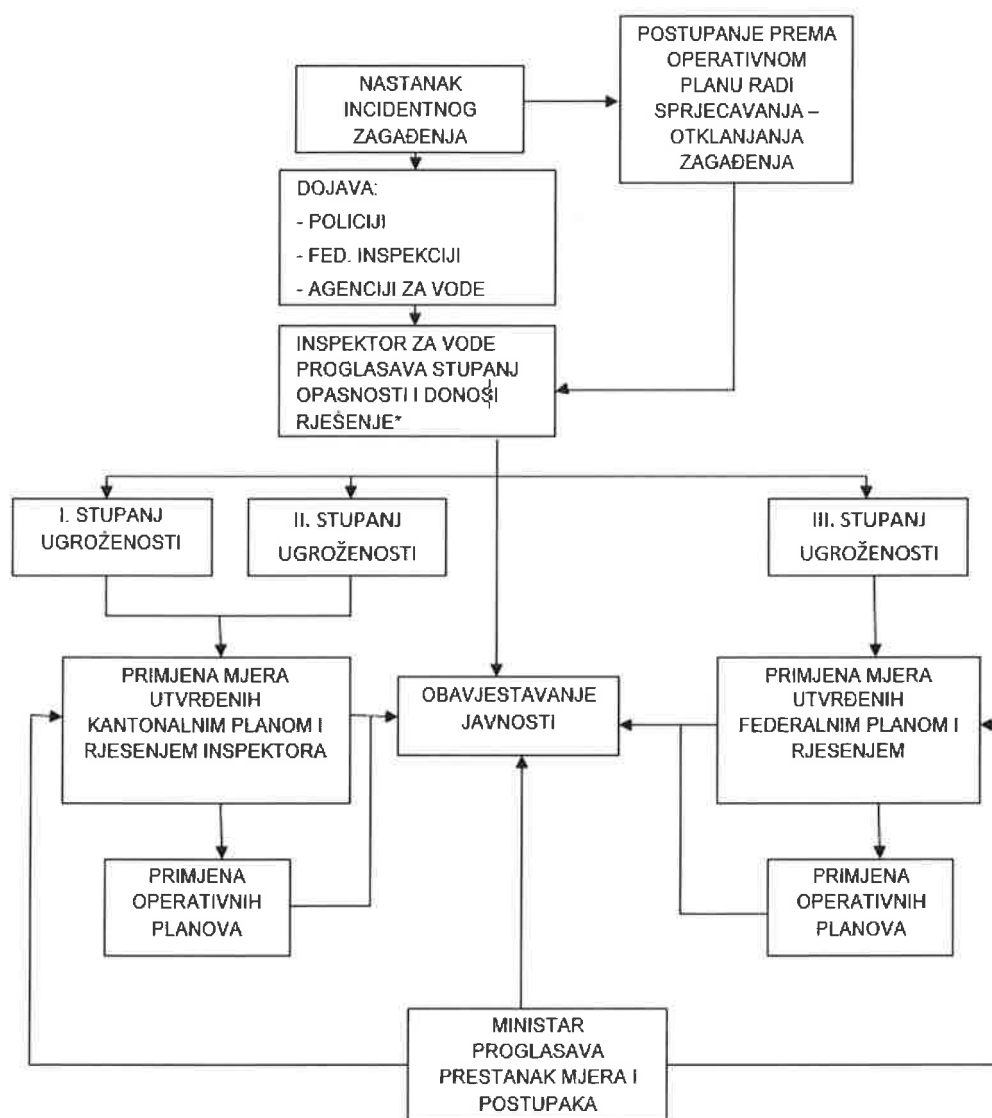 NASTANAK
INCIDENTNOG
ZAGAĐENJA
POSTUPANJE PREMA
OPERATIVNOM
PLANU RADI
SPRJECAVANJA –
OTKLANJANJA
ZAGAĐENJA
DOJAVA:
- POLICIJI
- FED. INSPEKCIJI
- AGENCIJI ZA VODE
INSPEKTOR ZA VODE
PROGLASAVA STUPANJ
OPASNOSTI I DONOSI
RJEŠENJE*
I. STUPANJ
UGROŽENOSTI
II. STUPANJ
UGROŽENOSTI
III. STUPANJ
UGROŽENOSTI
PRIMJENA MJERA
UTVRĐENIH
KANTONALNIM PLANOM I
RJESENJEM INSPEKTORA
OBAVJESTAVANJE
JAVNOSTI
PRIMJENA MJERA
UTVRĐENIH
FEDERALNIM PLANOM I
RJESENJEM
PRIMJENA
OPERATIVNIH
PLANOVA
PRIMJENA
OPERATIVNIH
PLANOVA
MINISTAR
PROGLASAVA
PRESTANAK MJERA I
POSTUPAKA